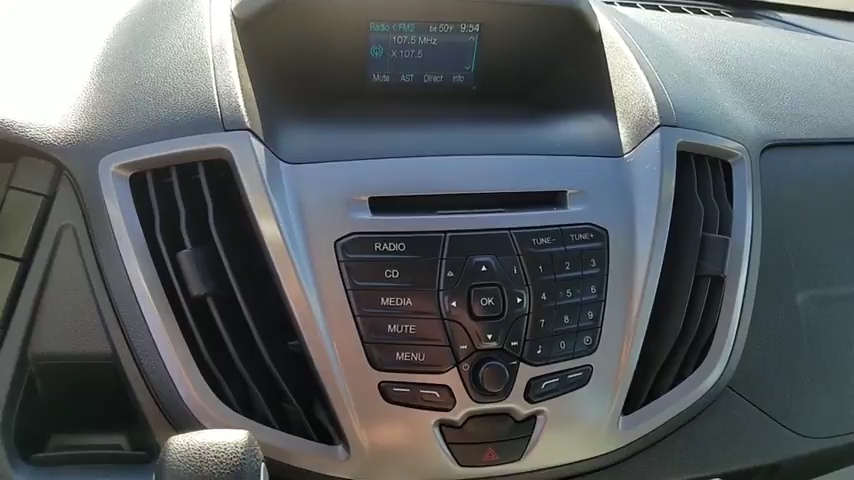 Radio < FM2 50°F 9:54
107.5 MHz
X 107.5
Mute AST Direct Info
RADIO
CD
MEDIA
MUTE
MENU
i
OK
TUNE- TUNE+
1 2 3
4 5 6
7 8 9
0